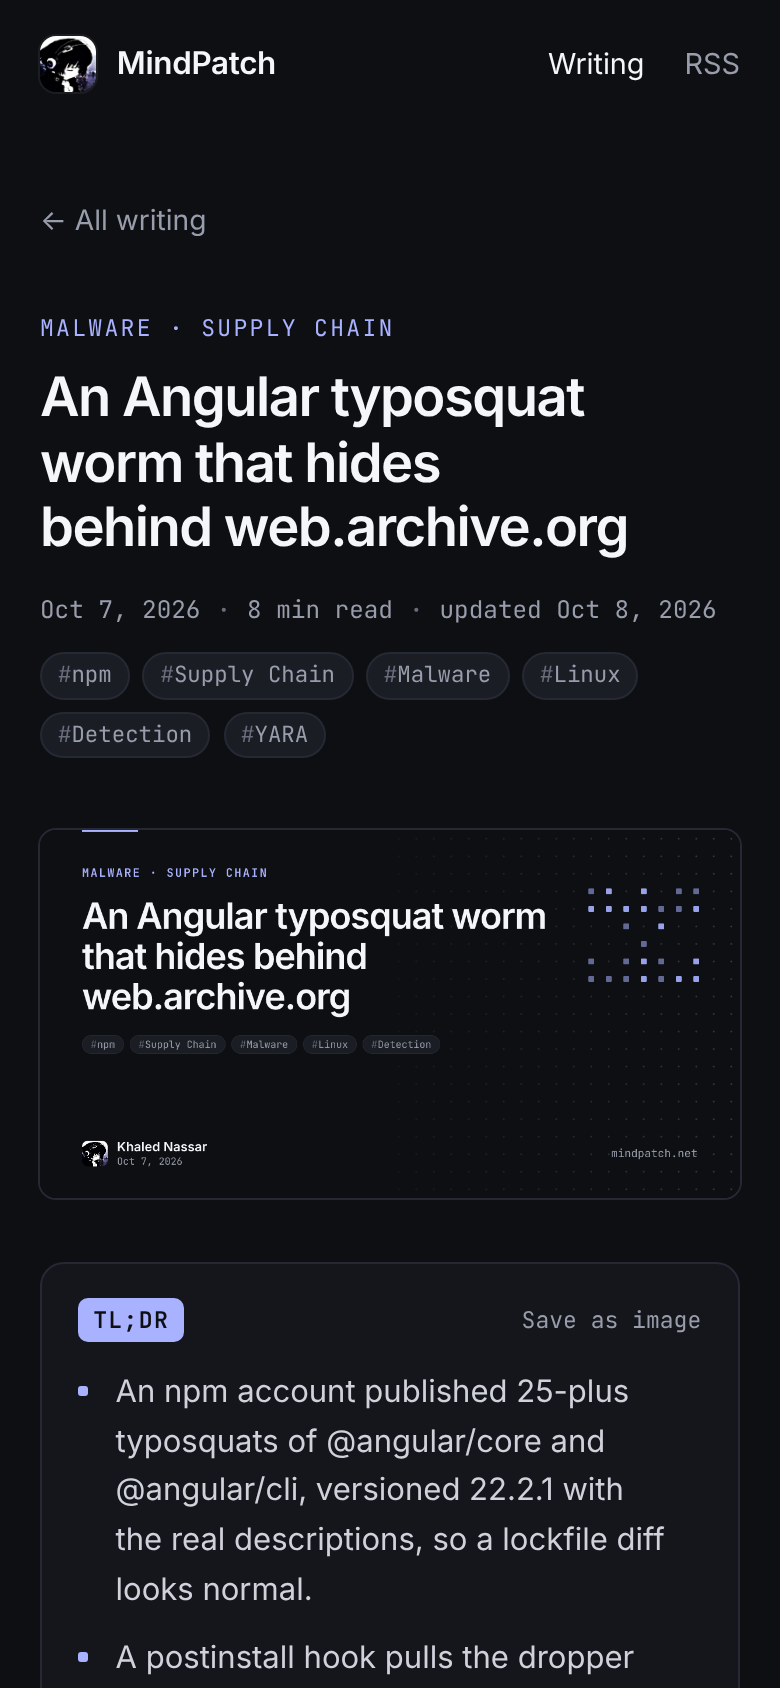 MindPatch
Writing
RSS
← All writing
MALWARE · SUPPLY CHAIN
An Angular typosquat
worm that hides
behind web.archive.org
Oct 7, 2026 · 8 min read · updated Oct 8, 2026
#npm #Supply Chain #Malware #Linux
#Detection #YARA
MALWARE · SUPPLY CHAIN
An Angular typosquat worm
that hides behind
web.archive.org
#npm #Supply Chain #Malware #Linux #Detection
Khaled Nassar
Oct 7, 2026
mindpatch.net
TL;DR
Save as image
An npm account published 25-plus
typosquats of @angular/core and
@angular/cli, versioned 22.2.1 with
the real descriptions, so a lockfile diff
looks normal.
A postinstall hook pulls the dropper